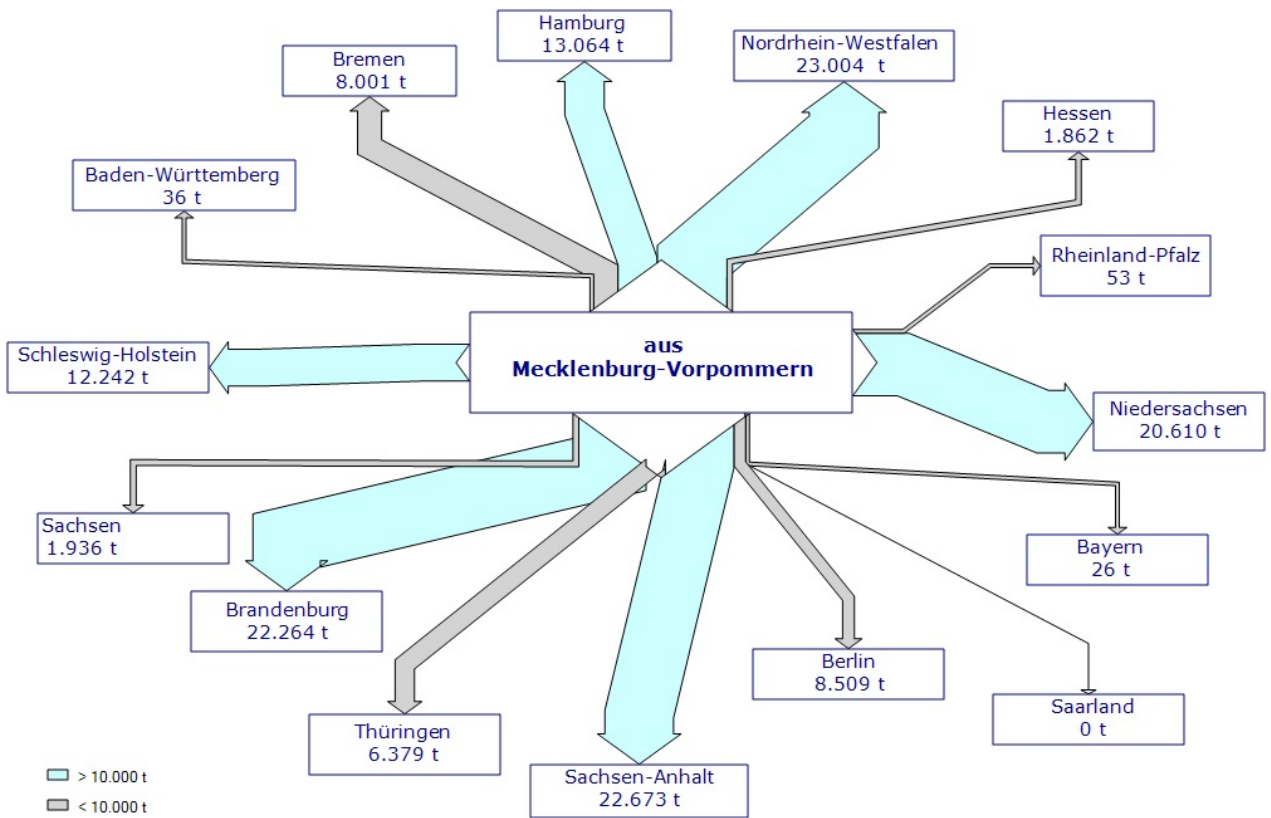 Hamburg
13.064 t
Nordrhein-Westfalen
23.004 t
Bremen
8.001 t
Hessen
1.862 t
Baden-Württemberg
36 t
Rheinland-Pfalz
53 t
aus
Mecklenburg-Vorpommern
Schleswig-Holstein
12.242 t
Niedersachsen
20.610 t
Sachsen
1.936 t
Bayern
26 t
Brandenburg
22.264 t
Berlin
8.509 t
Saarland
0 t
Thüringen
6.379 t
Sachsen-Anhalt
22.673 t
> 10.000 t
< 10.000 t